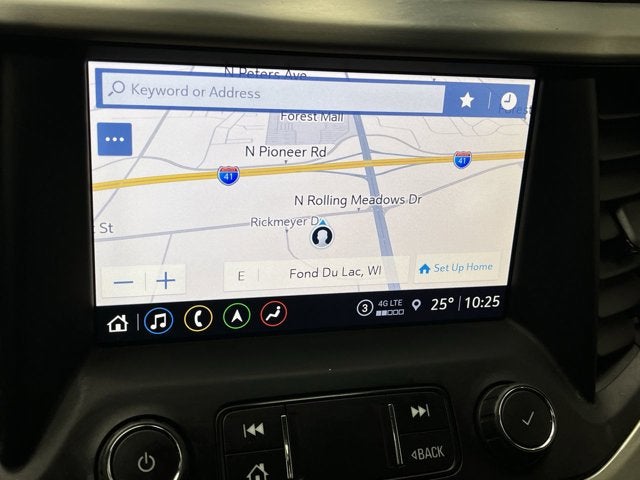 N Peters Ave
Keyword or Address
Forest Mall
Forest
N Pioneer Rd
41
41
N Rolling Meadows Dr
St
Rickmeyer D
E Fond Du Lac, WI
Set Up Home
3 4G LTE 25° 10:25
BACK